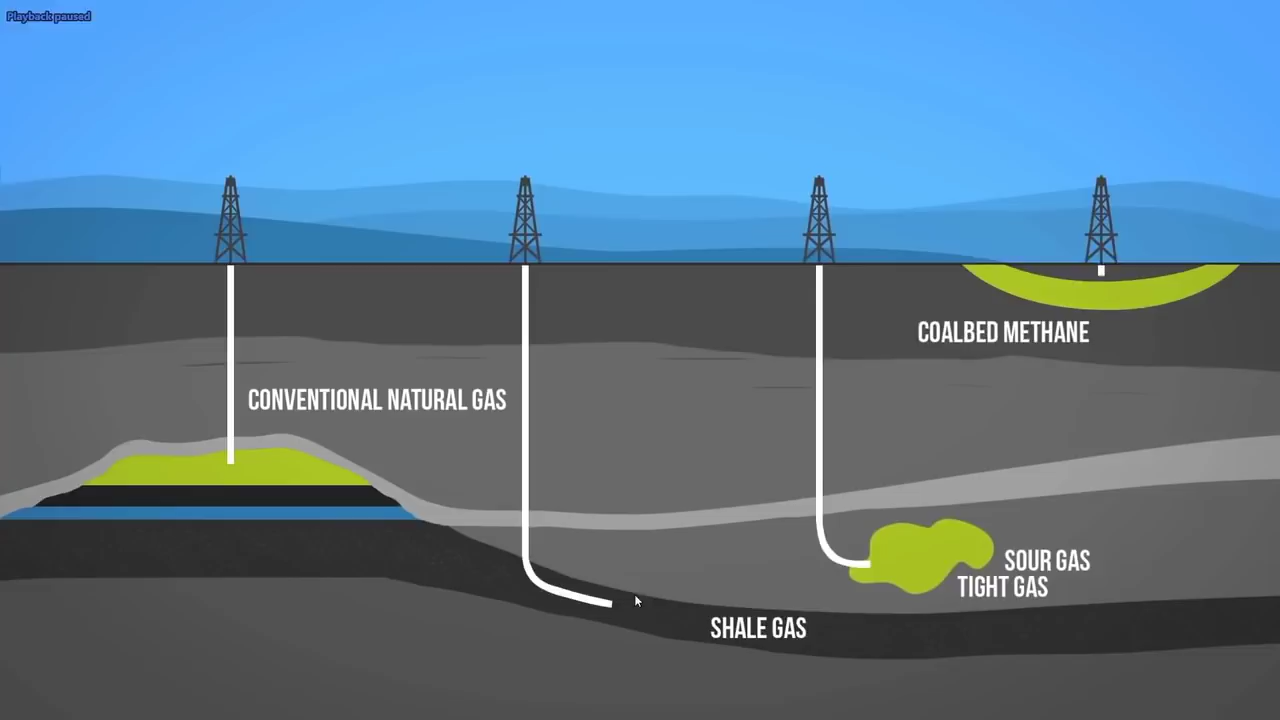 Playback paused
COALBED METHANE
CONVENTIONAL NATURAL GAS
SOUR GAS
TIGHT GAS
SHALE GAS